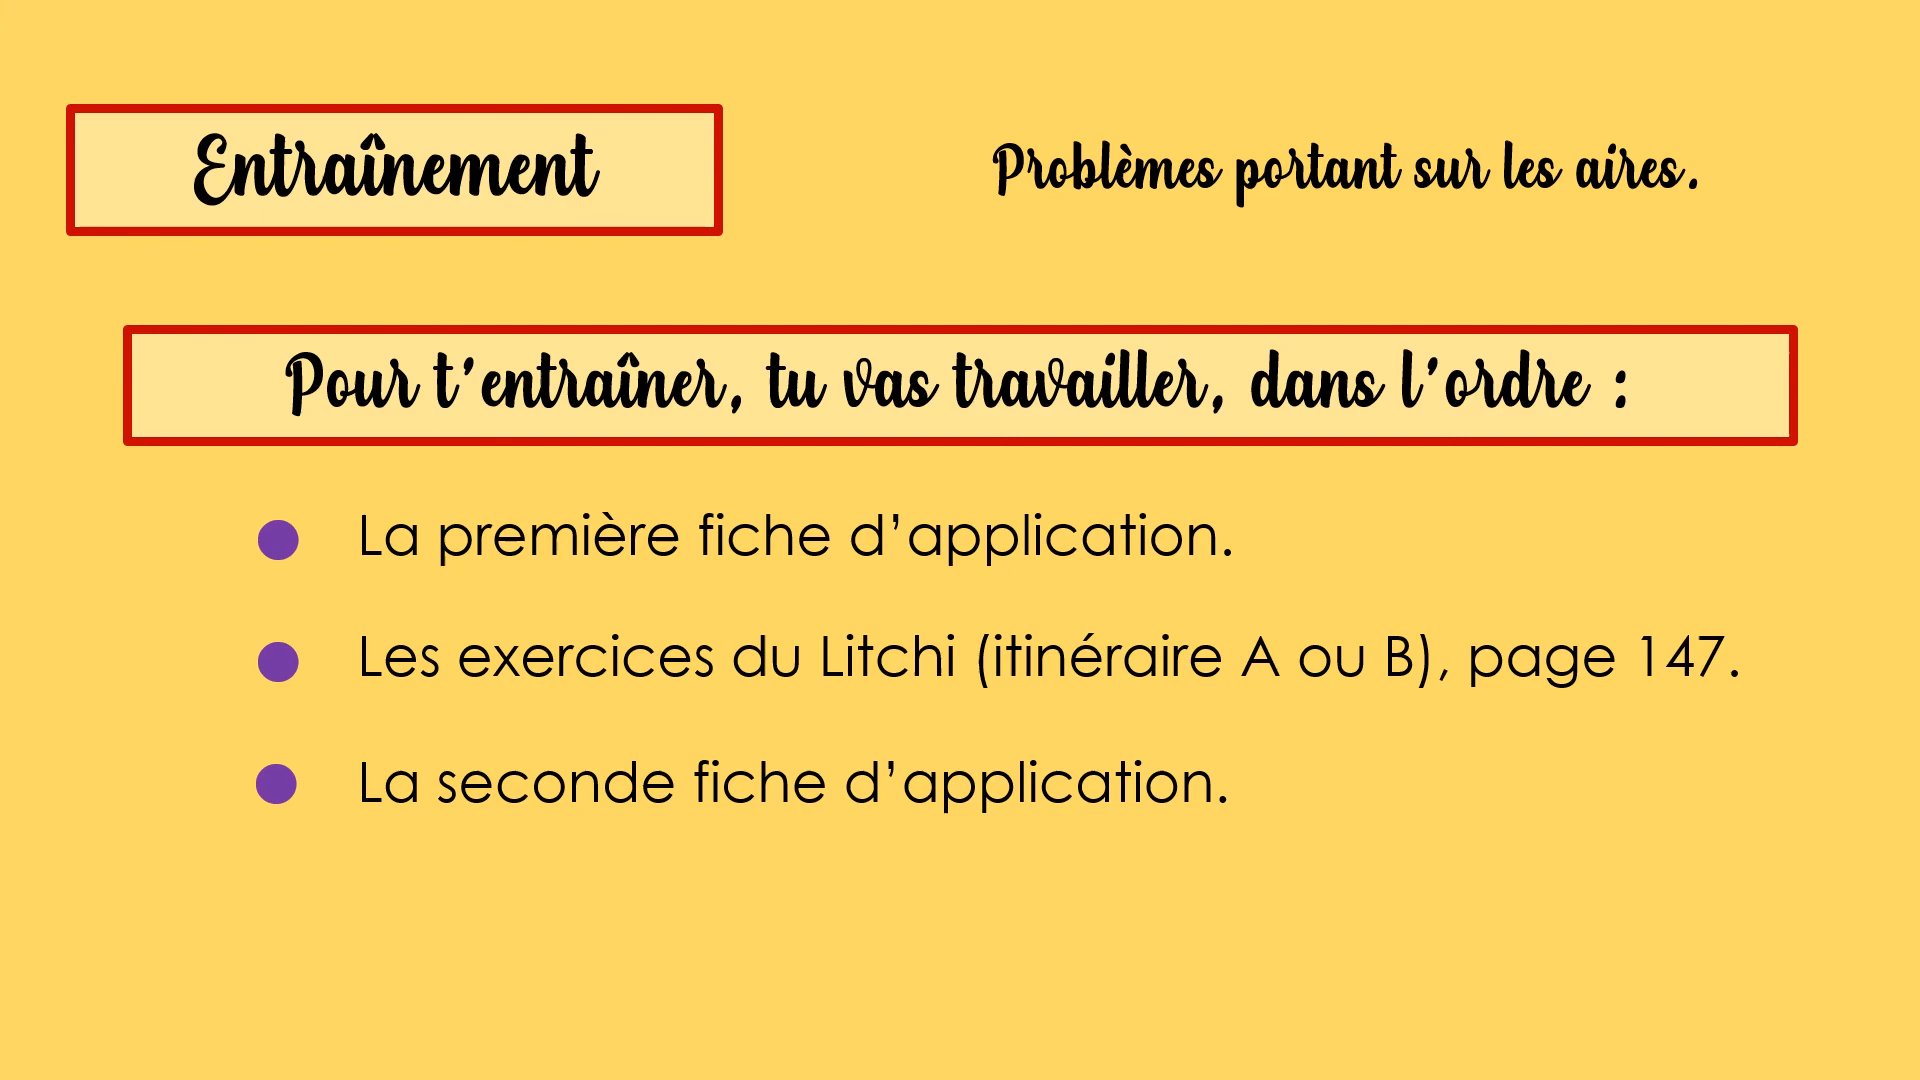 Entraînement
Problèmes portant sur les aires.
Pour t’entraîner, tu vas travailler, dans l’ordre :
La première fiche d’application.
Les exercices du Litchi (itinéraire A ou B), page 147.
La seconde fiche d’application.